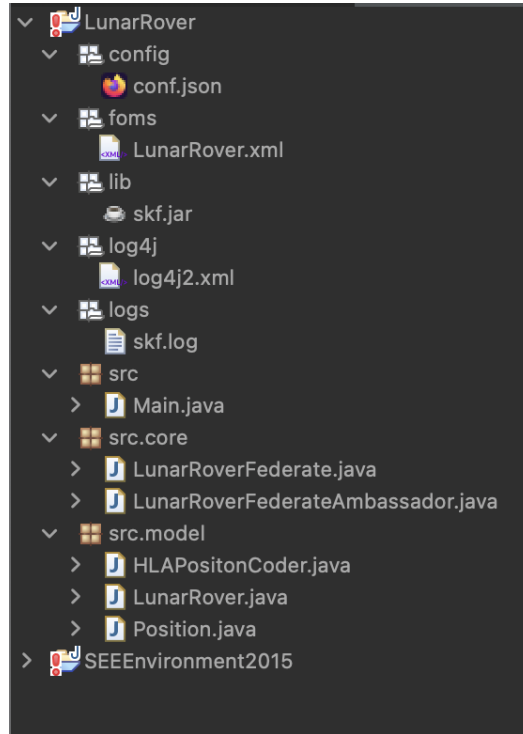 LunarRover
config
conf.json
foms
LunarRover.xml
lib
skf.jar
log4j
log4j2.xml
logs
skf.log
src
Main.java
src.core
LunarRoverFederate.java
LunarRoverFederateAmbassador.java
src.model
HLAPositonCoder.java
LunarRover.java
Position.java
SEEEnvironment2015